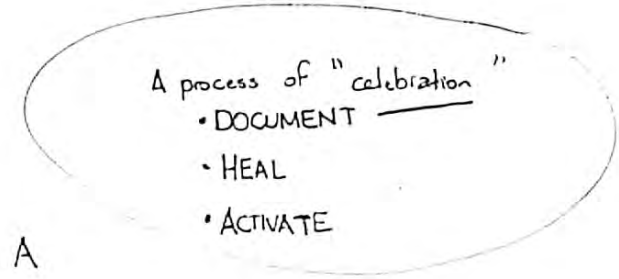 A process of "celebration"
• DOCUMENT
• HEAL
• ACTIVATE
A